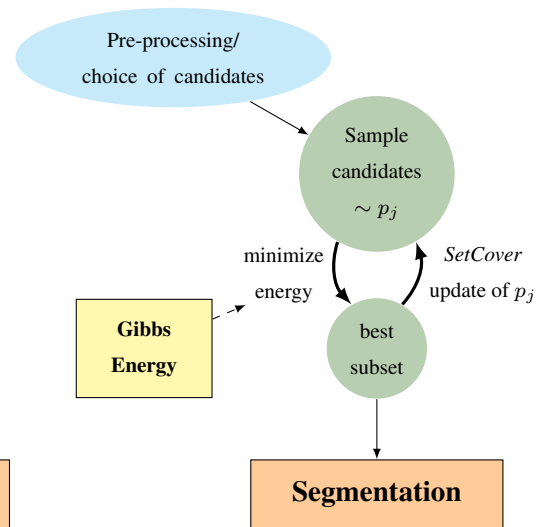 Pre-processing/
choice of candidates
Sample
candidates
∼ p_j
minimize
energy
SetCover
update of p_j
Gibbs
Energy
best
subset
Segmentation